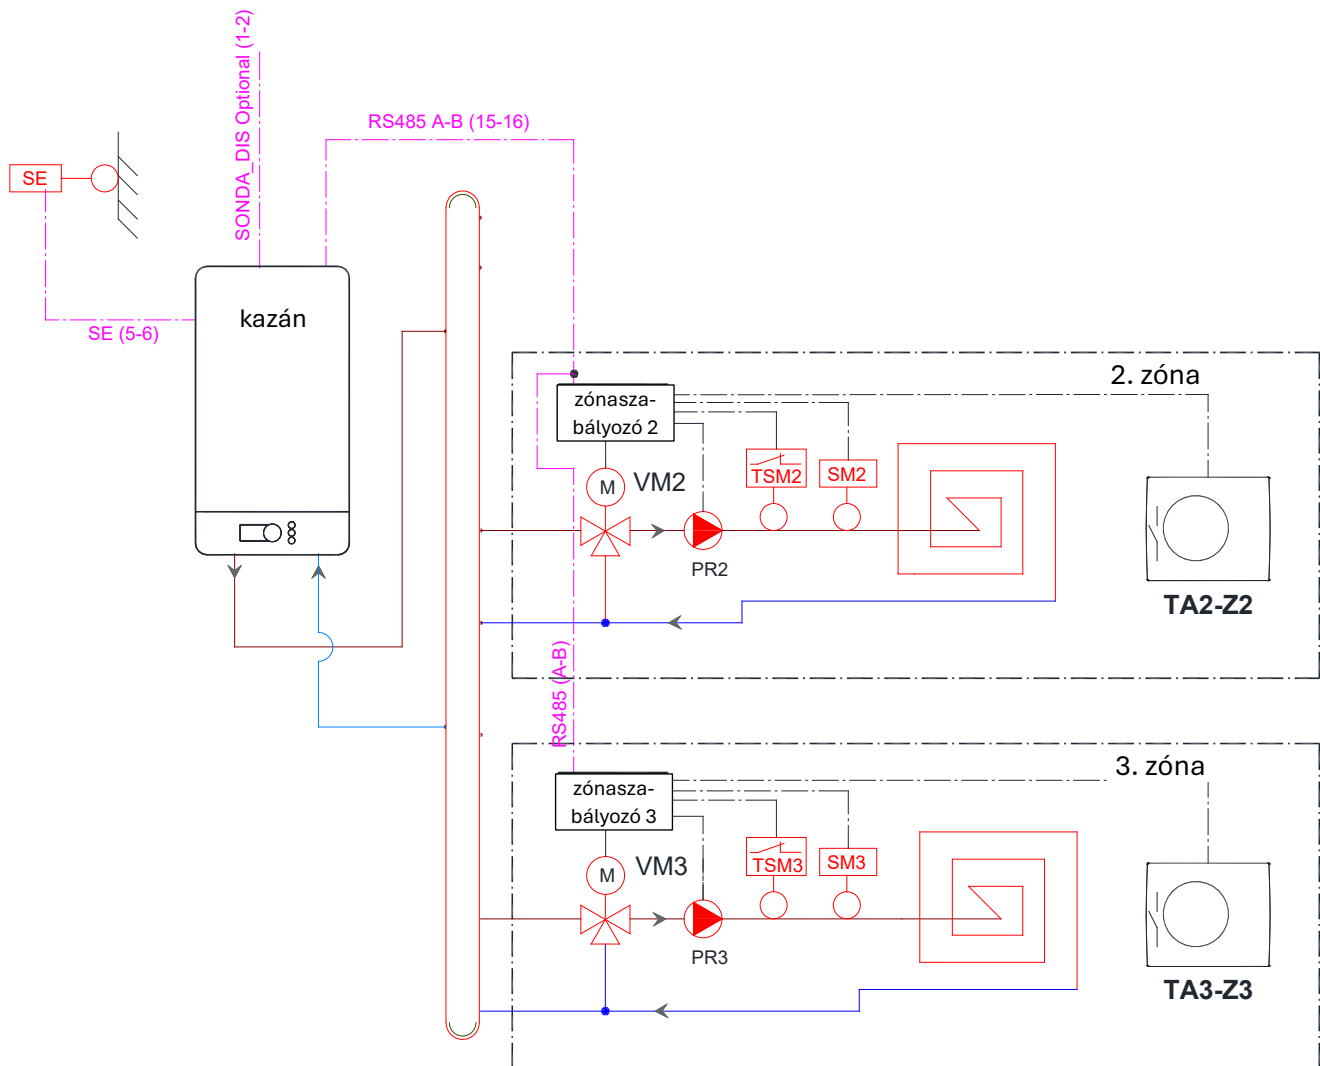 SONDA_DIS Optional (1-2)
RS485 A-B (15-16)
SE
kazán
SE (5-6)
2. zóna
zónasza-
bályozó 2
M
VM2
TSM2
SM2
PR2
TA2-Z2
RS485 (A-B)
3. zóna
zónasza-
bályozó 3
M
VM3
TSM3
SM3
PR3
TA3-Z3